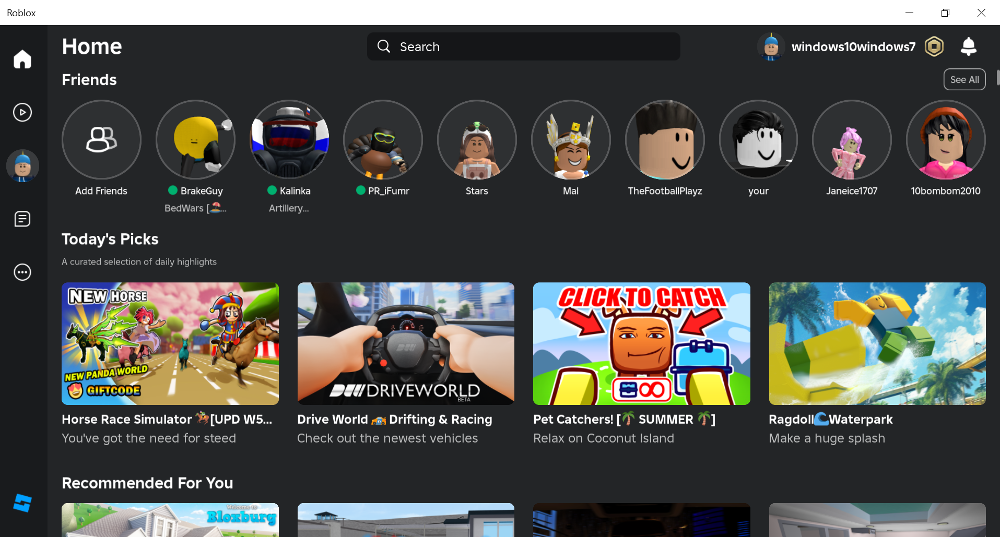 Roblox
Home
Search
windows10windows7
Friends
See All
Add Friends
BrakeGuy
Kalinka
PR_iFumr
Stars
Mal
TheFootballPlayz
your
Janeice1707
10bombom2010
BedWars [🏖️...
Artillery...
Today's Picks
A curated selection of daily highlights
NEW HORSE
NEW PANDA WORLD
GIFTCODE
DRIVEWORLD
BETA
CLICK TO CATCH
Horse Race Simulator 🏇[UPD W5...
Drive World 🏎️ Drifting & Racing
Pet Catchers! [🌴 SUMMER 🌴]
Ragdoll🌊Waterpark
You've got the need for steed
Check out the newest vehicles
Relax on Coconut Island
Make a huge splash
Recommended For You
Welcome to
Bloxburg